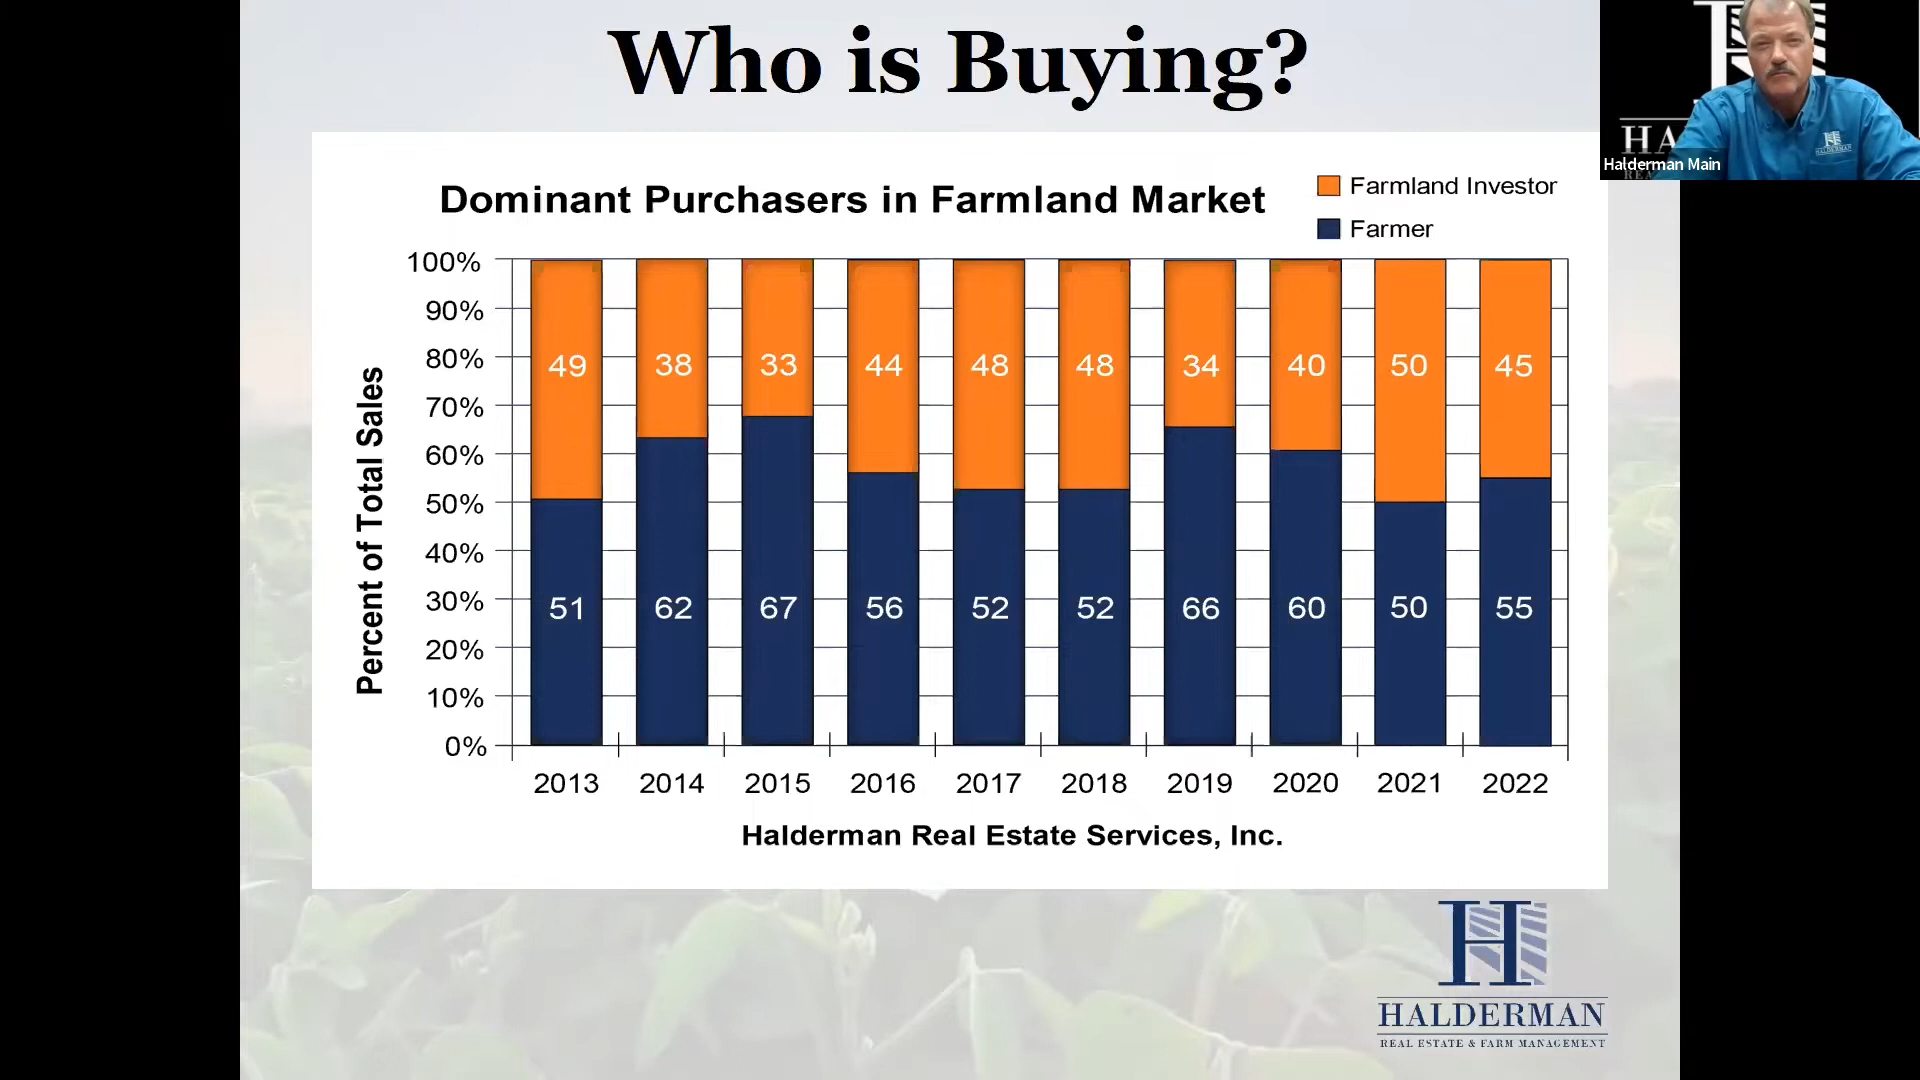 Who is Buying?
HA
Halderman Main
HALDERMAN
Dominant Purchasers in Farmland Market
Farmland Investor
Farmer
Percent of Total Sales
100%
90%
80%
70%
60%
50%
40%
30%
20%
10%
0%
49 38 33 44 48 48 34 40 50 45
51 62 67 56 52 52 66 60 50 55
2013 2014 2015 2016 2017 2018 2019 2020 2021 2022
Halderman Real Estate Services, Inc.
H
HALDERMAN
REAL ESTATE & FARM MANAGEMENT